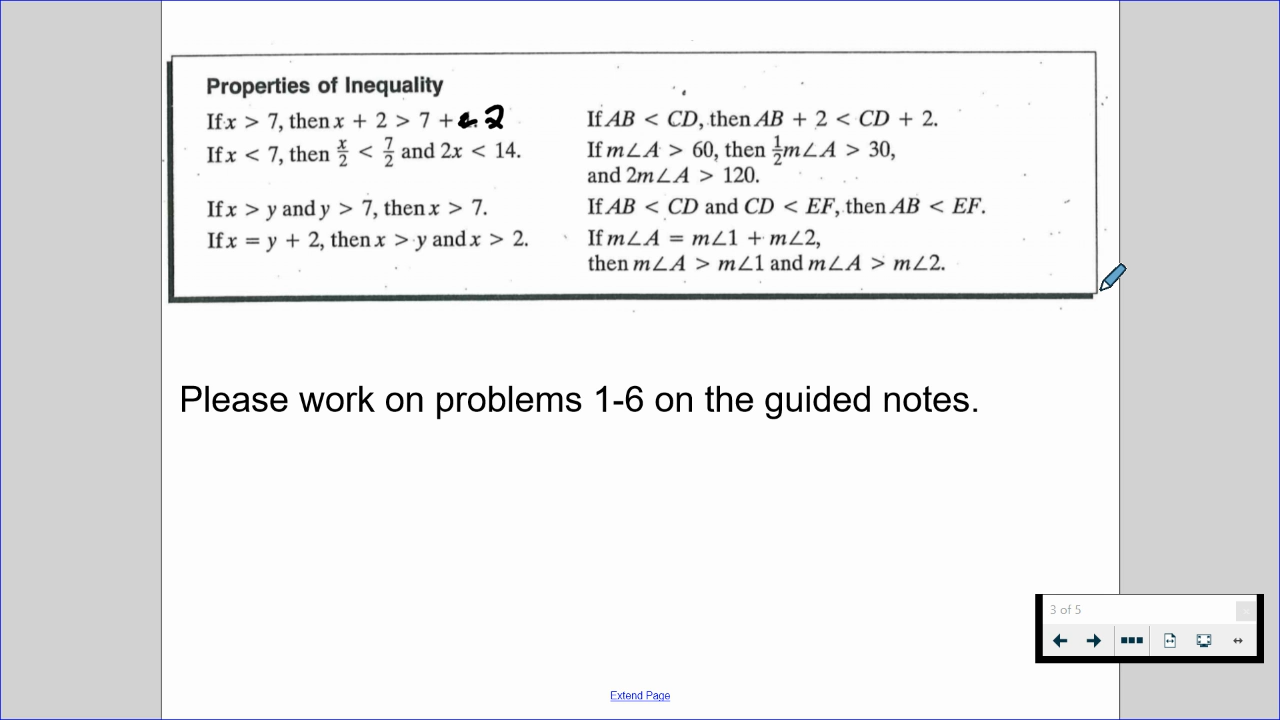 Properties of Inequality
If x > 7, then x + 2 > 7 + 2
If x < 7, then x/2 < 7/2 and 2x < 14.
If x > y and y > 7, then x > 7.
If x = y + 2, then x > y and x > 2.
If AB < CD, then AB + 2 < CD + 2.
If m∠A > 60, then 1/2m∠A > 30,
and 2m∠A > 120.
If AB < CD and CD < EF, then AB < EF.
If m∠A = m∠1 + m∠2,
then m∠A > m∠1 and m∠A > m∠2.
Please work on problems 1-6 on the guided notes.
3 of 5
Extend Page